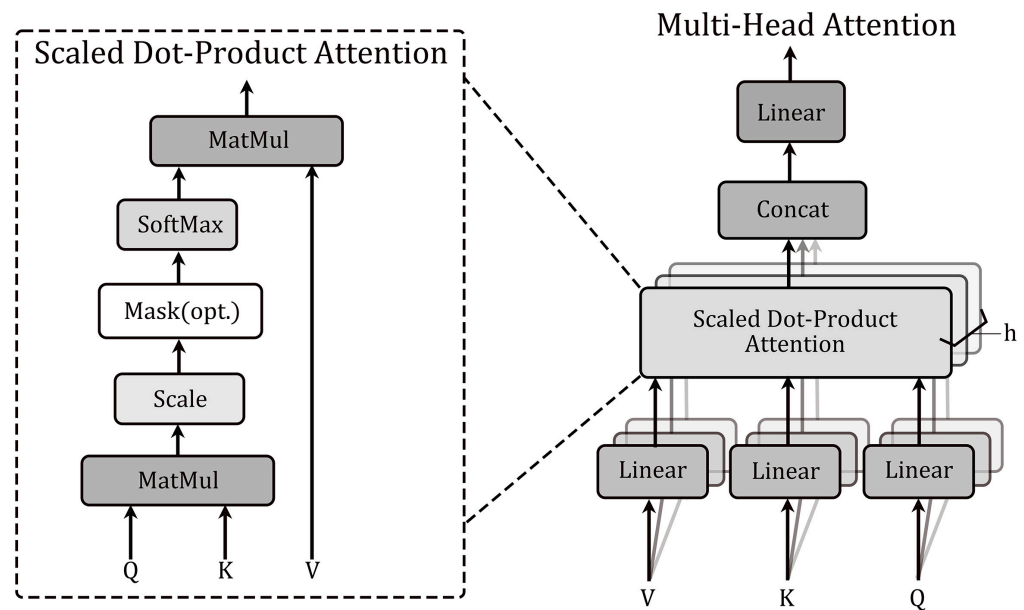 Scaled Dot-Product Attention
MatMul
SoftMax
Mask(opt.)
Scale
MatMul
Q K V
Multi-Head Attention
Linear
Concat
Scaled Dot-Product
Attention
h
Linear Linear Linear
V K Q